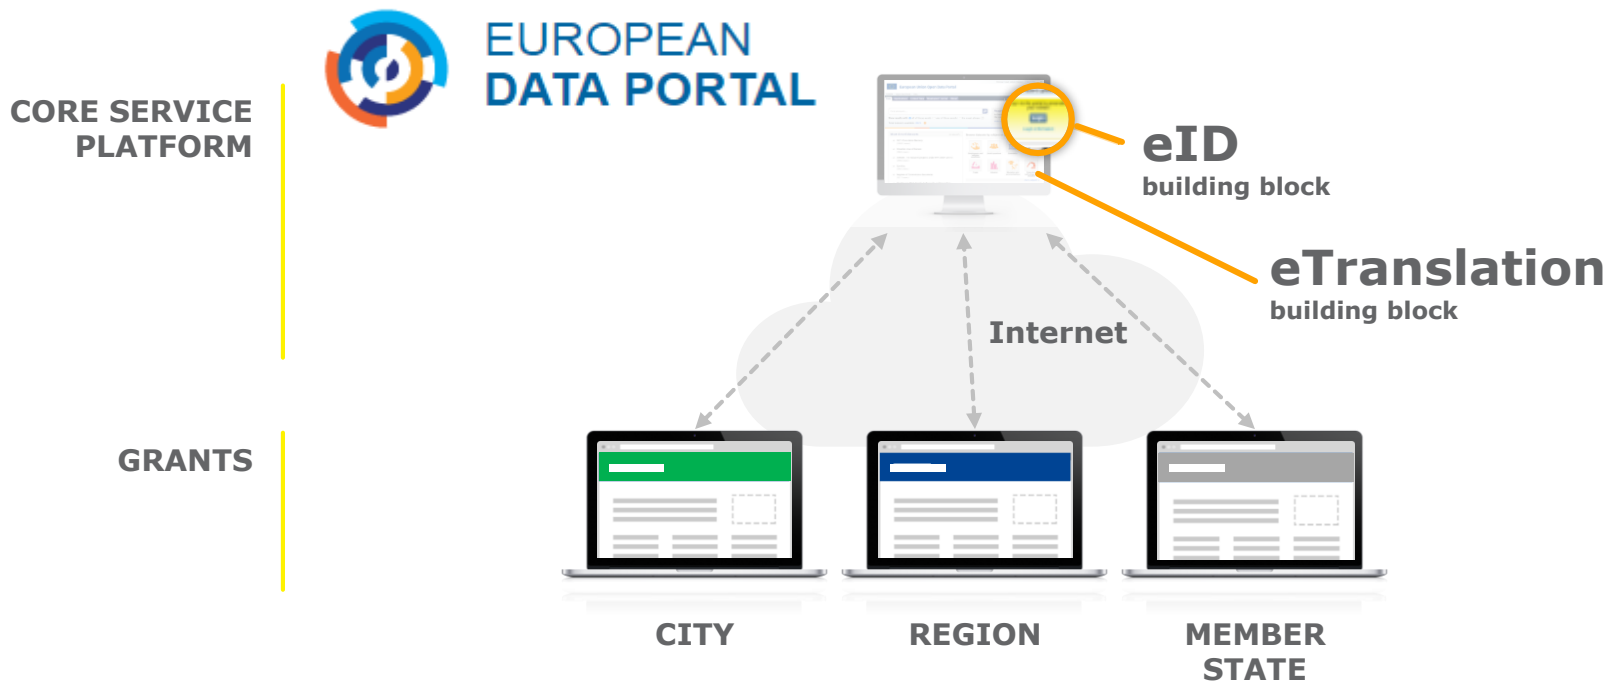 EUROPEAN
DATA PORTAL
CORE SERVICE
PLATFORM
eID
building block
eTranslation
building block
Internet
GRANTS
CITY
REGION
MEMBER
STATE